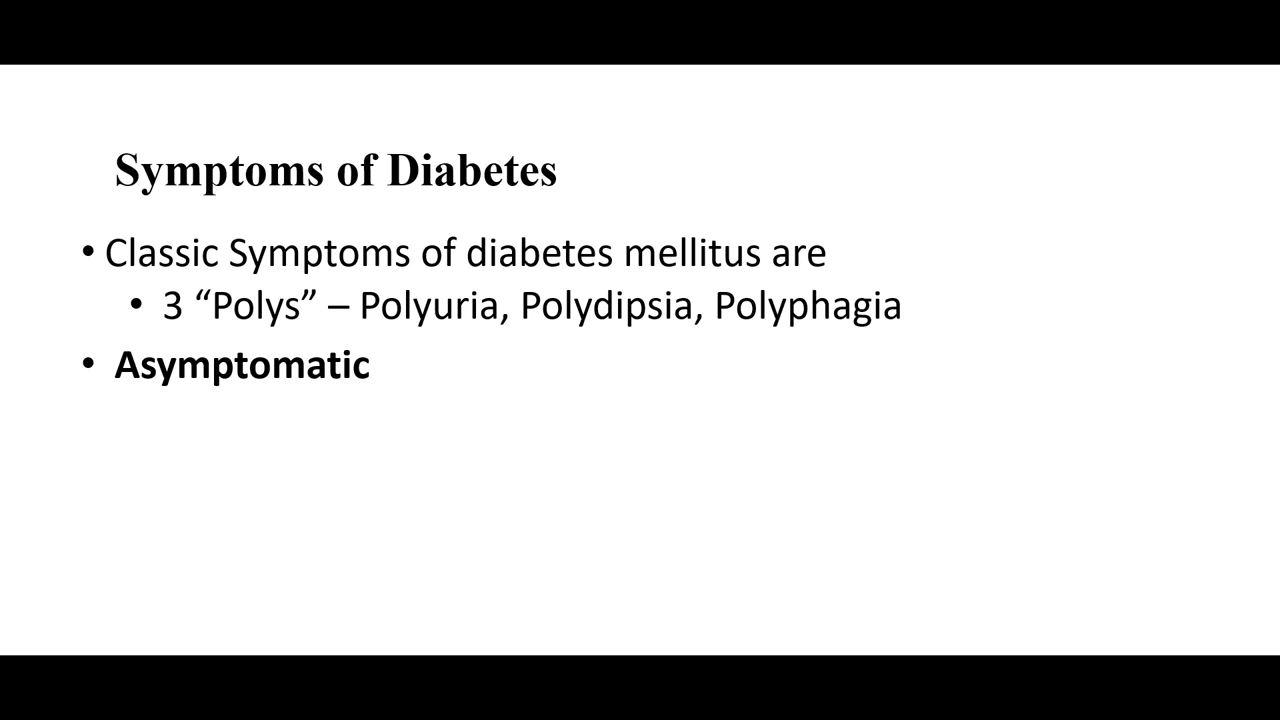 Symptoms of Diabetes
• Classic Symptoms of diabetes mellitus are
• 3 “Polys” – Polyuria, Polydipsia, Polyphagia
• Asymptomatic